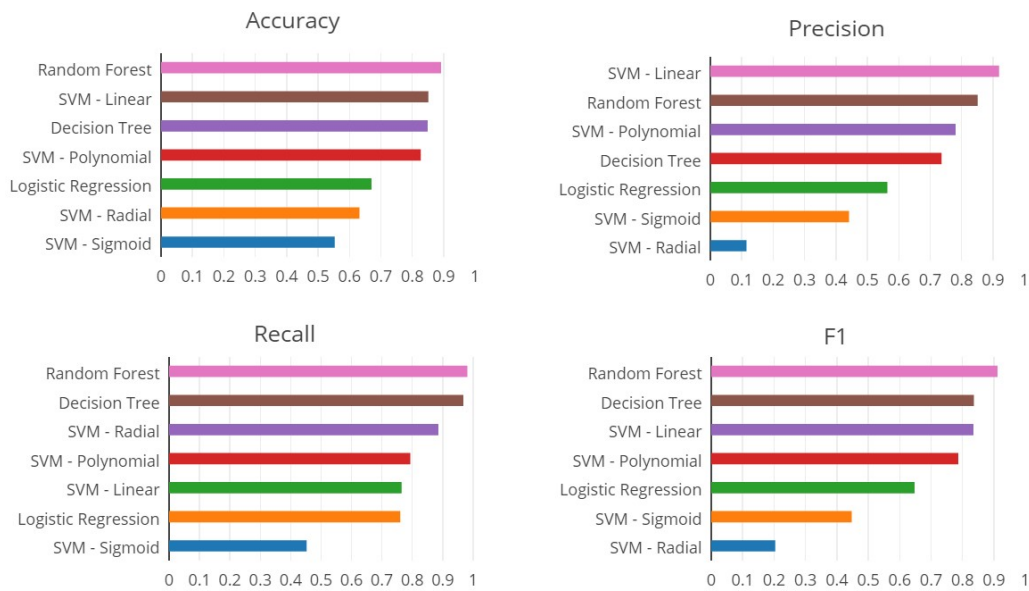 Accuracy
Random Forest
SVM - Linear
Decision Tree
SVM - Polynomial
Logistic Regression
SVM - Radial
SVM - Sigmoid
0 0.1 0.2 0.3 0.4 0.5 0.6 0.7 0.8 0.9 1
Precision
SVM - Linear
Random Forest
SVM - Polynomial
Decision Tree
Logistic Regression
SVM - Sigmoid
SVM - Radial
0 0.1 0.2 0.3 0.4 0.5 0.6 0.7 0.8 0.9 1
Recall
Random Forest
Decision Tree
SVM - Radial
SVM - Polynomial
SVM - Linear
Logistic Regression
SVM - Sigmoid
0 0.1 0.2 0.3 0.4 0.5 0.6 0.7 0.8 0.9 1
F1
Random Forest
Decision Tree
SVM - Linear
SVM - Polynomial
Logistic Regression
SVM - Sigmoid
SVM - Radial
0 0.1 0.2 0.3 0.4 0.5 0.6 0.7 0.8 0.9 1